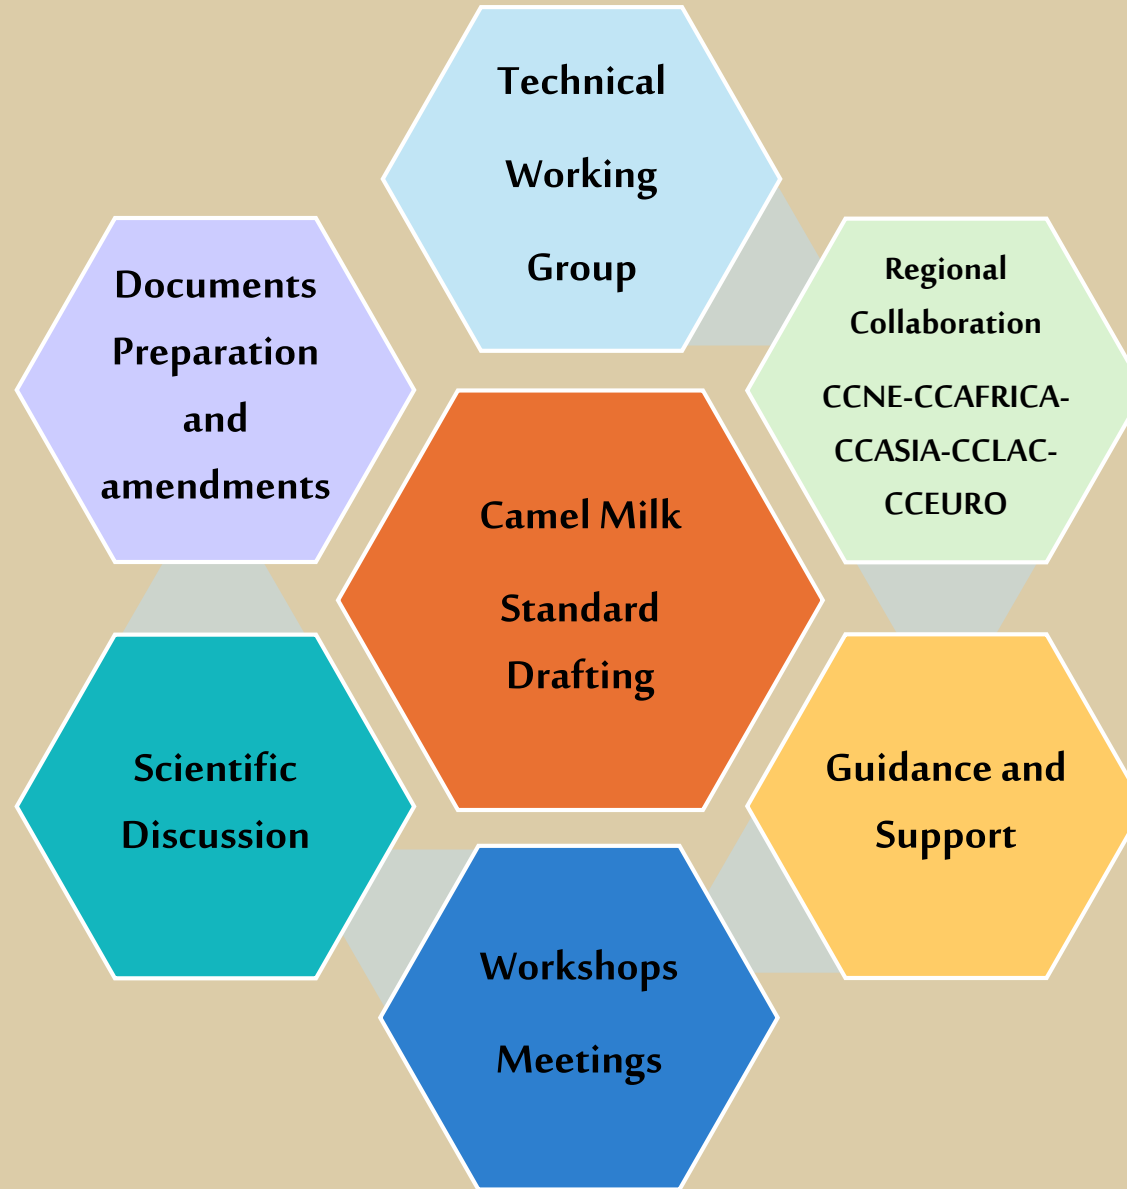 Technical
Working
Group
Regional
Collaboration
CCNE-CCAFRICA-
CCASIA-CCLAC-
CCEURO
Documents
Preparation
and
amendments
Camel Milk
Standard
Drafting
Scientific
Discussion
Guidance and
Support
Workshops
Meetings